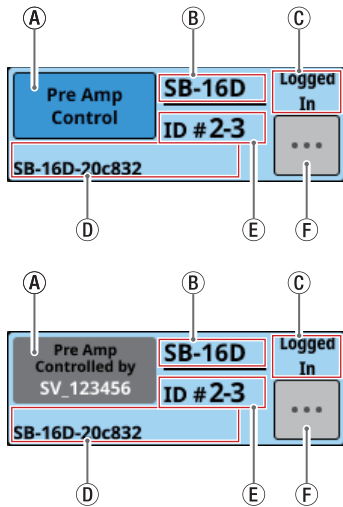 A
B
C
Pre Amp
Control
SB-16D
Logged
In
ID # 2-3
...
SB-16D-20c832
D
E
F
A
B
C
Pre Amp
Controlled by
SV_123456
SB-16D
Logged
In
ID # 2-3
...
SB-16D-20c832
D
E
F